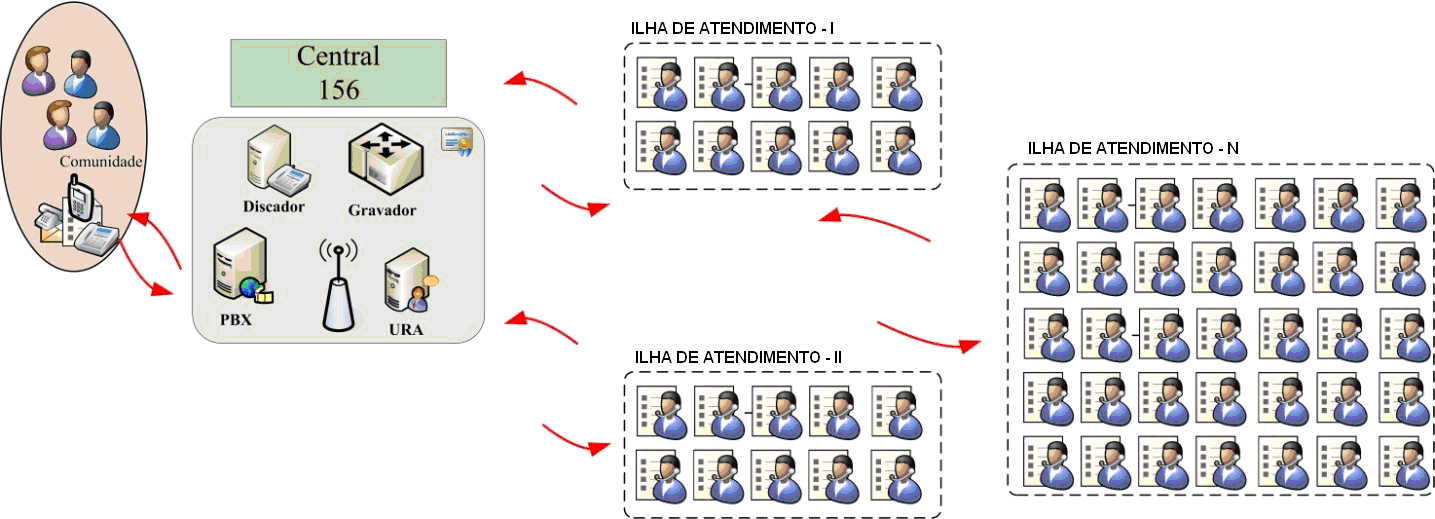 Comunidade
Central
156
Discador
Gravador
PBX
URA
ILHA DE ATENDIMENTO - I
ILHA DE ATENDIMENTO - II
ILHA DE ATENDIMENTO - N